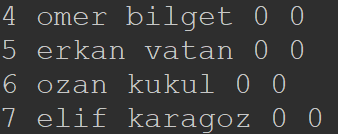 4 omer bilget 0 0
5 erkan vatan 0 0
6 ozan kukul 0 0
7 elif karagoz 0 0